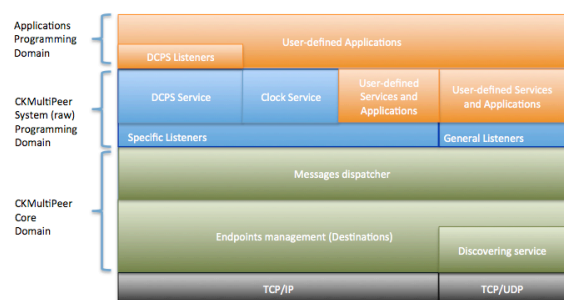 Applications
Programming
Domain
User-defined Applications
DCPS Listeners
CKMultiPeer
System (raw)
Programming
Domain
DCPS Service
Clock Service
User-defined
Services and
Applications
User-defined Services
and Applications
Specific Listeners
General Listeners
CKMultiPeer
Core
Domain
Messages dispatcher
Endpoints management (Destinations)
Discovering service
TCP/IP
TCP/UDP